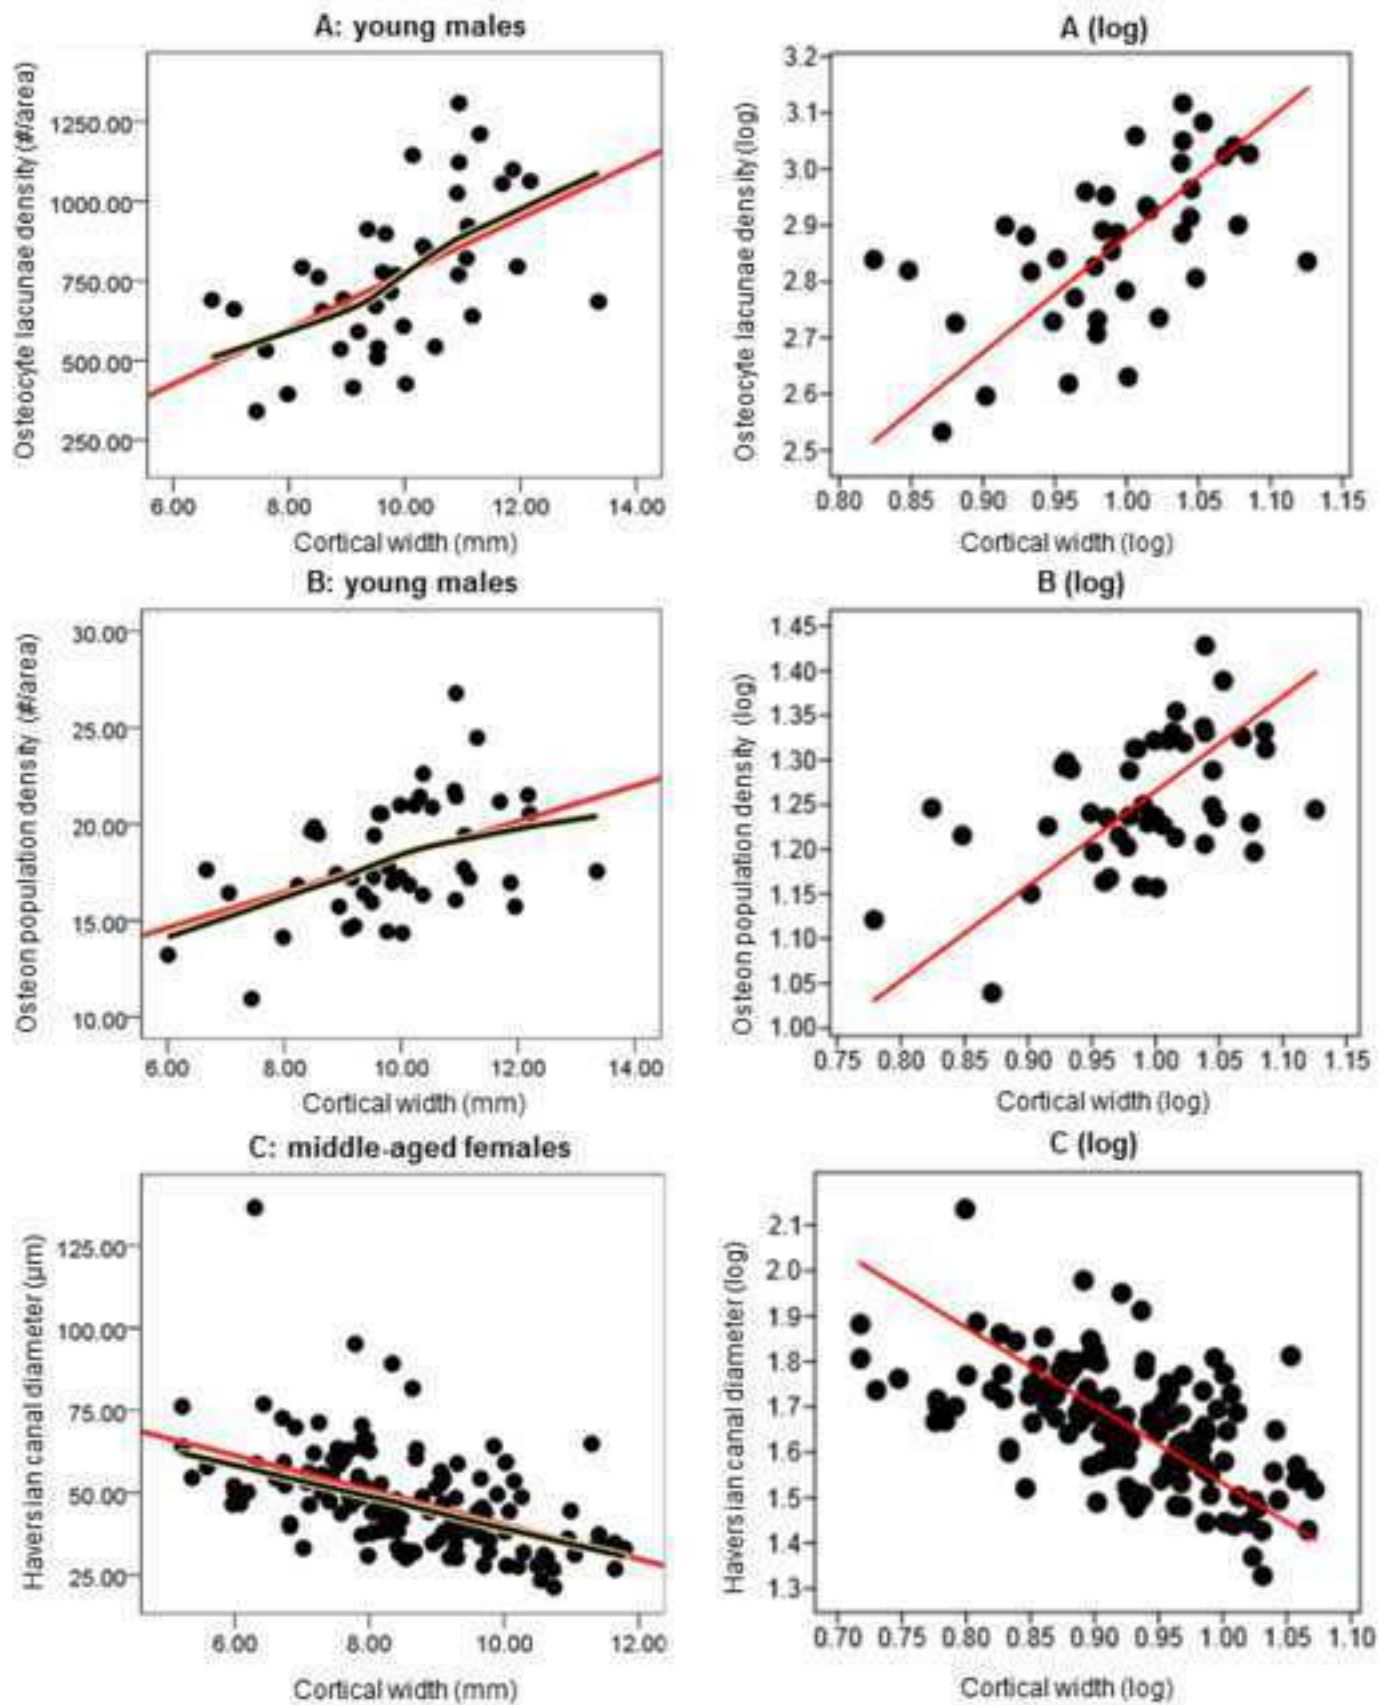 A: young males
Osteocyte lacunae density (#/area)
1250.00
1000.00
750.00
500.00
250.00
6.00 8.00 10.00 12.00 14.00
Cortical width (mm)
A (log)
Osteocyte lacunae density (log)
3.2
3.1
3.0
2.9
2.8
2.7
2.6
2.5
0.80 0.85 0.90 0.95 1.00 1.05 1.10 1.15
Cortical width (log)
B: young males
Osteon population density (#/area)
30.00
25.00
20.00
15.00
10.00
6.00 8.00 10.00 12.00 14.00
Cortical width (mm)
B (log)
Osteon population density (log)
1.45
1.40
1.35
1.30
1.25
1.20
1.15
1.10
1.05
1.00
0.75 0.80 0.85 0.90 0.95 1.00 1.05 1.10 1.15
Cortical width (log)
C: middle-aged females
Haversian canal diameter (µm)
125.00
100.00
75.00
50.00
25.00
6.00 8.00 10.00 12.00
Cortical width (mm)
C (log)
Haversian canal diameter (log)
2.1
2.0
1.9
1.8
1.7
1.6
1.5
1.4
1.3
0.70 0.75 0.80 0.85 0.90 0.95 1.00 1.05 1.10
Cortical width (log)